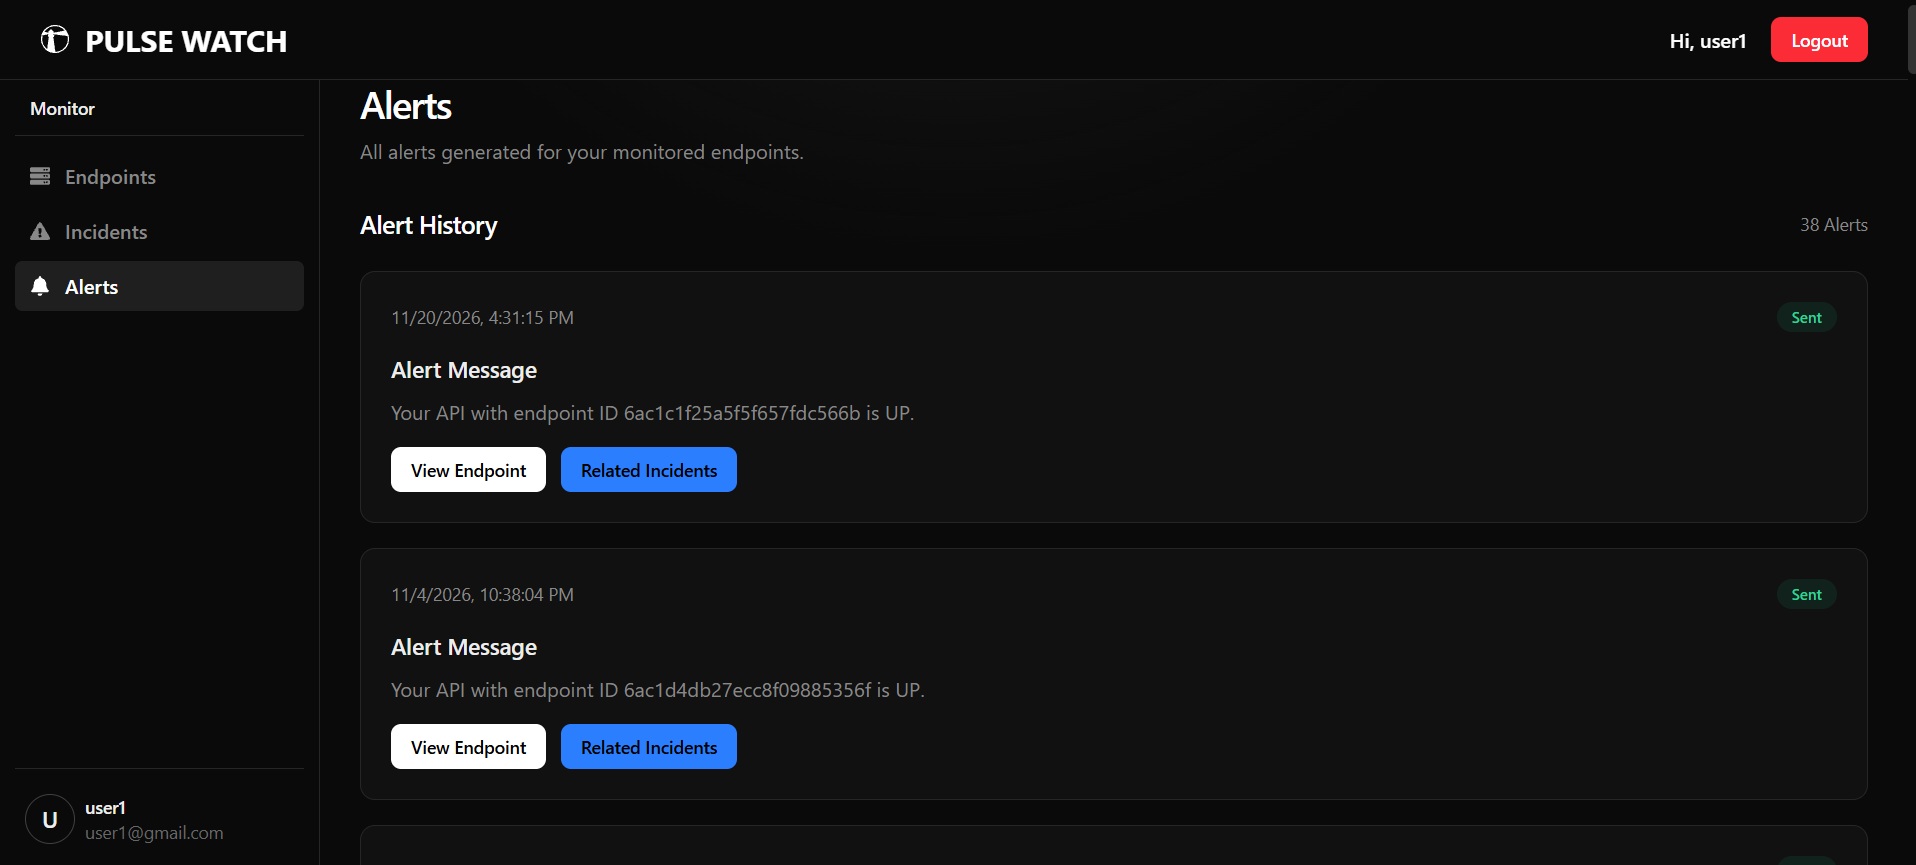 PULSE WATCH
Hi, user1
Logout
Monitor
Endpoints
Incidents
Alerts
Alerts
All alerts generated for your monitored endpoints.
Alert History
38 Alerts
11/20/2026, 4:31:15 PM
Sent
Alert Message
Your API with endpoint ID 6ac1c1f25a5f5f657fdc566b is UP.
View Endpoint
Related Incidents
11/4/2026, 10:38:04 PM
Sent
Alert Message
Your API with endpoint ID 6ac1d4db27ecc8f09885356f is UP.
View Endpoint
Related Incidents
U
user1
user1@gmail.com